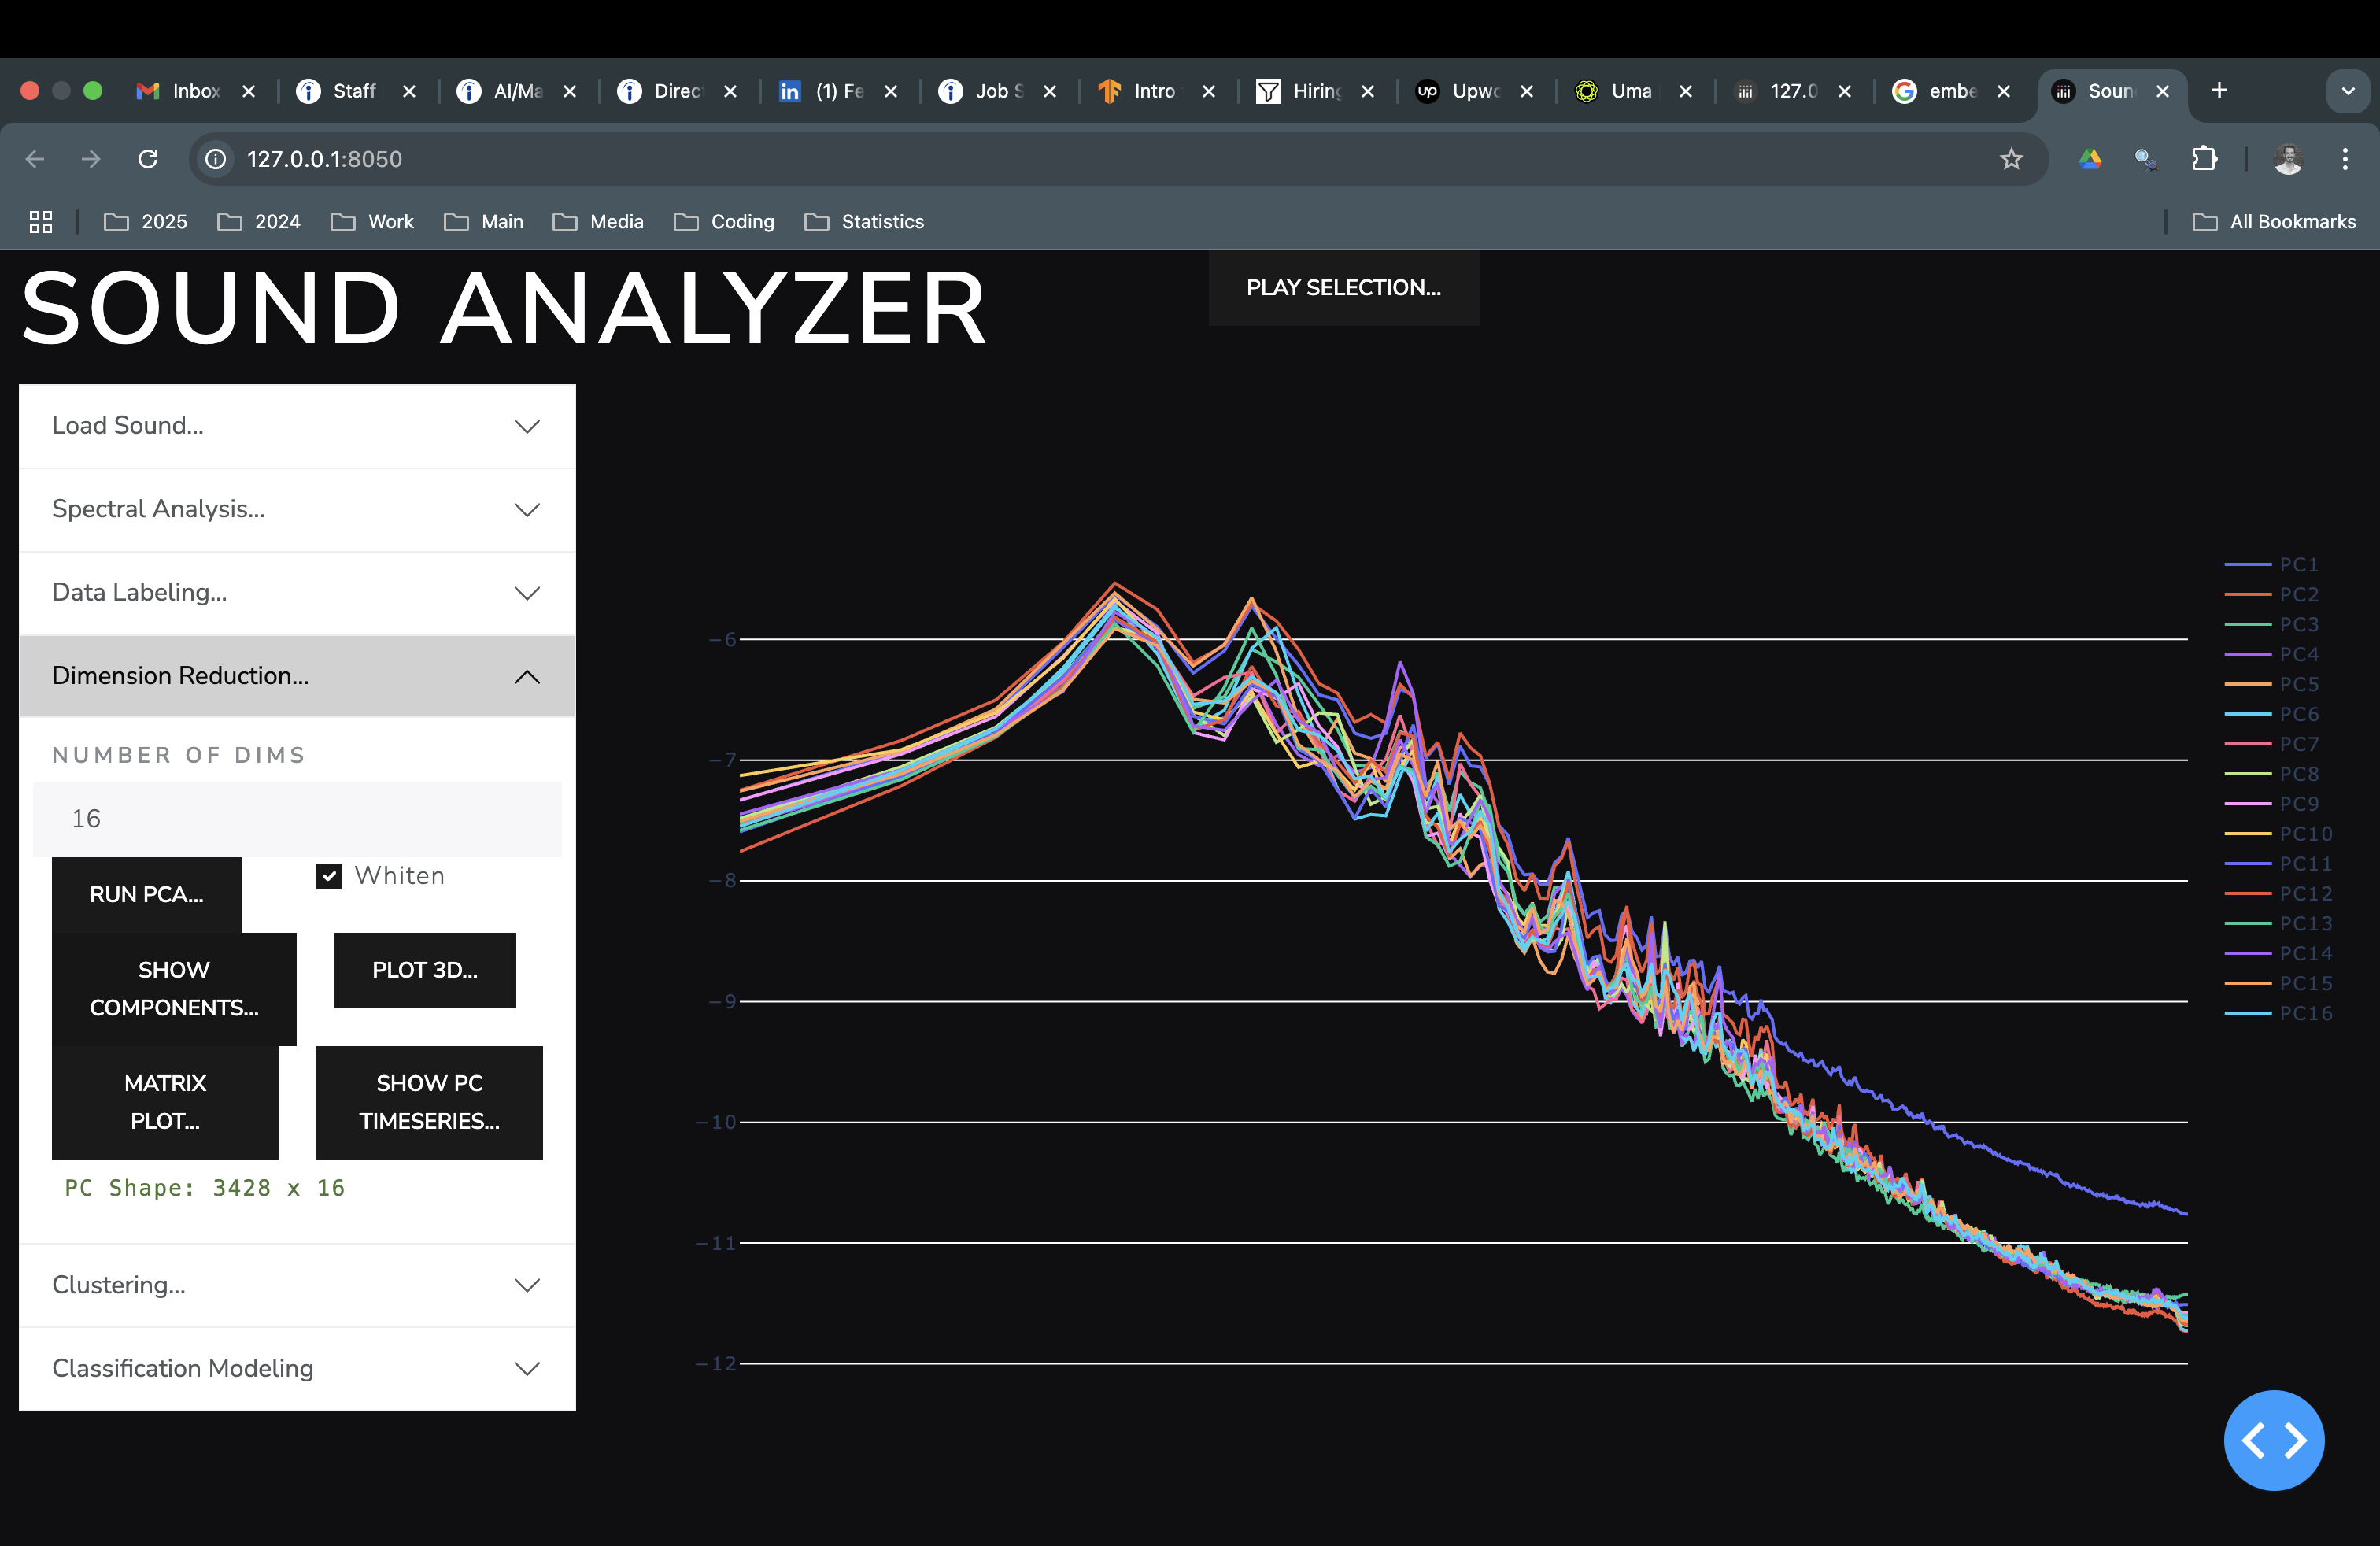 Inbox
Staff
AI/Ma
Direc
(1) Fe
Job S
Intro
Hiring
Upwo
Uma
127.0
embe
Soun
127.0.0.1:8050
2025
2024
Work
Main
Media
Coding
Statistics
All Bookmarks
SOUND ANALYZER
PLAY SELECTION...
Load Sound...
Spectral Analysis...
Data Labeling...
Dimension Reduction...
NUMBER OF DIMS
16
RUN PCA...
Whiten
SHOW
COMPONENTS...
PLOT 3D...
MATRIX
PLOT...
SHOW PC
TIMESERIES...
PC Shape: 3428 x 16
Clustering...
Classification Modeling
−6
−7
−8
−9
−10
−11
−12
PC1
PC2
PC3
PC4
PC5
PC6
PC7
PC8
PC9
PC10
PC11
PC12
PC13
PC14
PC15
PC16